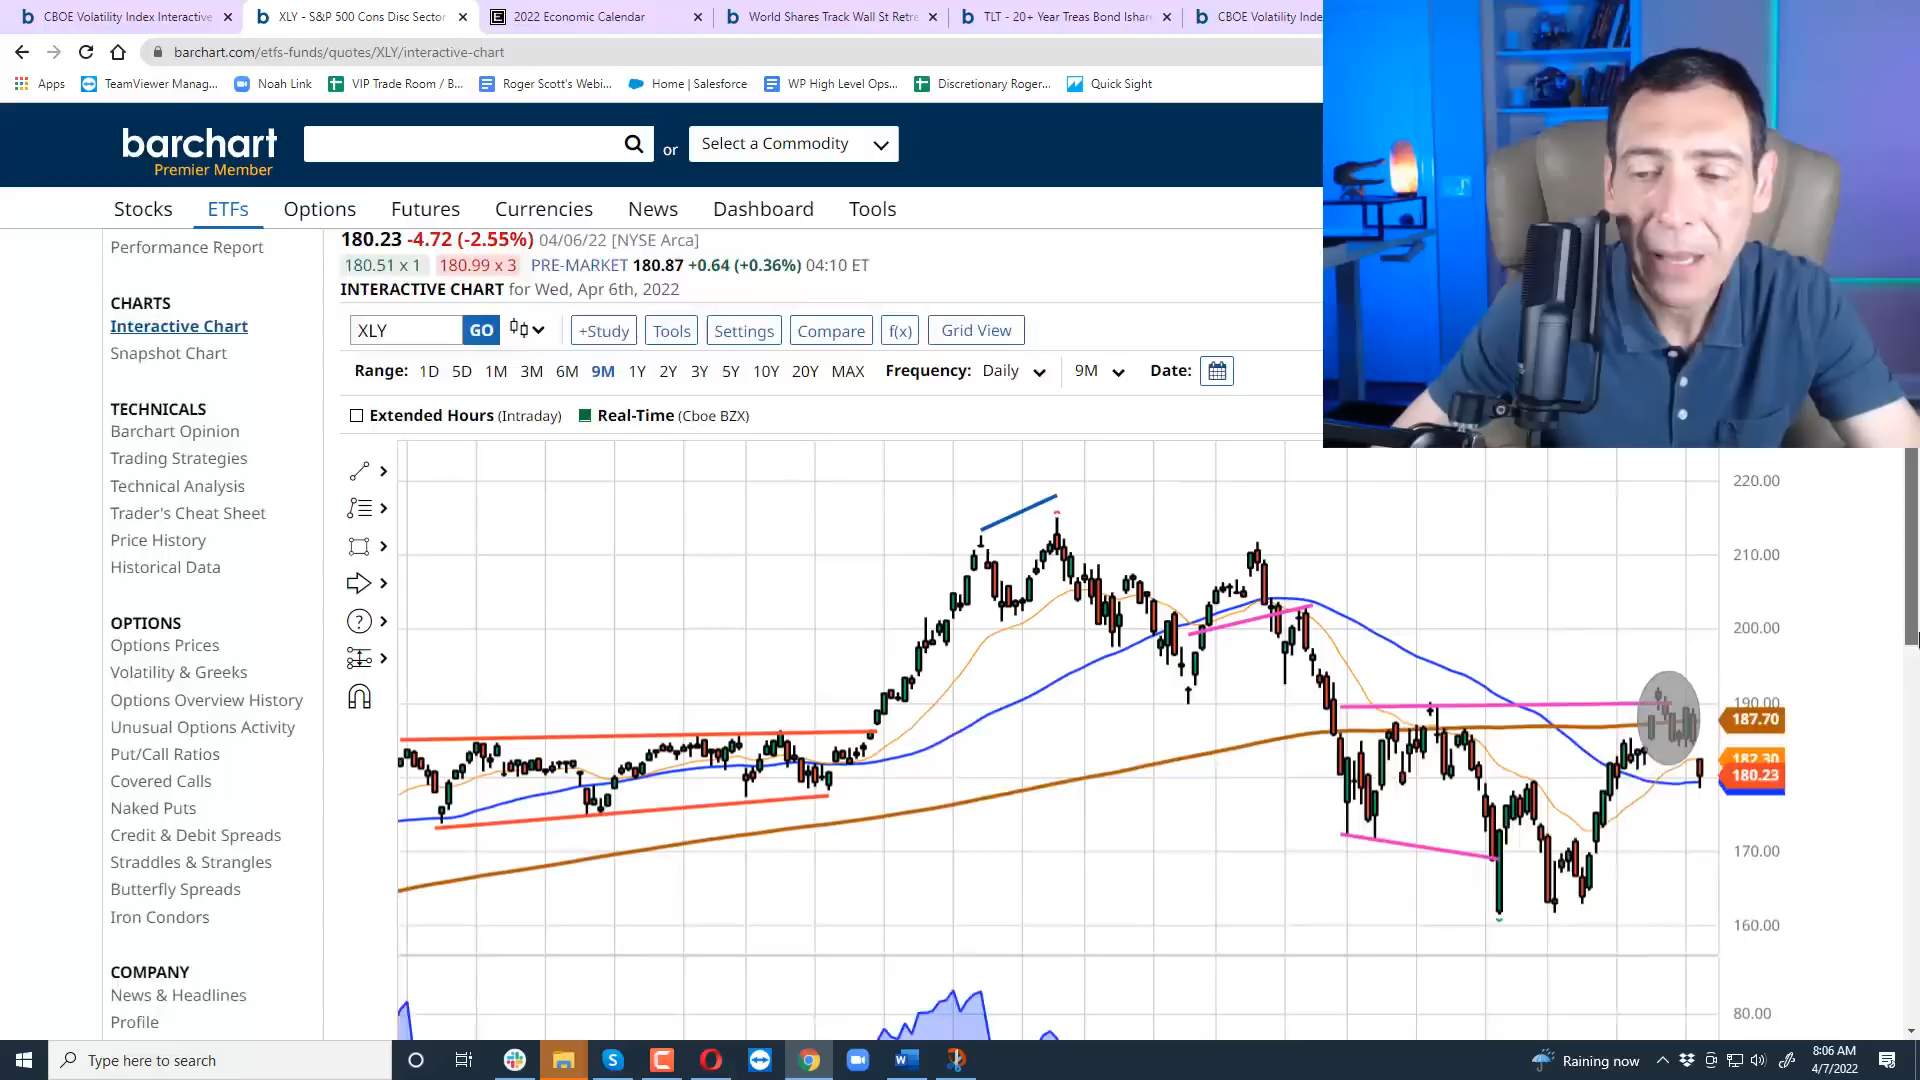 CBOE Volatility Index Interactive
XLY - S&P 500 Cons Disc Sector
2022 Economic Calendar
World Shares Track Wall St Retre
TLT - 20+ Year Treas Bond Ishar
CBOE Volatility Inde
barchart.com/etfs-funds/quotes/XLY/interactive-chart
Apps
TeamViewer Manag...
Noah Link
VIP Trade Room / B...
Roger Scott's Webi...
Home | Salesforce
WP High Level Ops...
Discretionary Roger...
Quick Sight
barchart
Premier Member
or
Select a Commodity
Stocks
ETFs
Options
Futures
Currencies
News
Dashboard
Tools
180.23 -4.72 (-2.55%) 04/06/22 [NYSE Arca]
180.51 x 1 180.99 x 3 PRE-MARKET 180.87 +0.64 (+0.36%) 04:10 ET
INTERACTIVE CHART for Wed, Apr 6th, 2022
XLY
GO
+Study
Tools
Settings
Compare
f(x)
Grid View
Range: 1D 5D 1M 3M 6M 9M 1Y 2Y 3Y 5Y 10Y 20Y MAX Frequency: Daily 9M Date:
Extended Hours (Intraday) Real-Time (Cboe BZX)
Performance Report
CHARTS
Interactive Chart
Snapshot Chart
TECHNICALS
Barchart Opinion
Trading Strategies
Technical Analysis
Trader's Cheat Sheet
Price History
Historical Data
OPTIONS
Options Prices
Volatility & Greeks
Options Overview History
Unusual Options Activity
Put/Call Ratios
Covered Calls
Naked Puts
Credit & Debit Spreads
Straddles & Strangles
Butterfly Spreads
Iron Condors
COMPANY
News & Headlines
Profile
220.00
210.00
200.00
190.00
187.70
182.30
180.23
170.00
160.00
80.00
Type here to search
Raining now
8:06 AM
4/7/2022